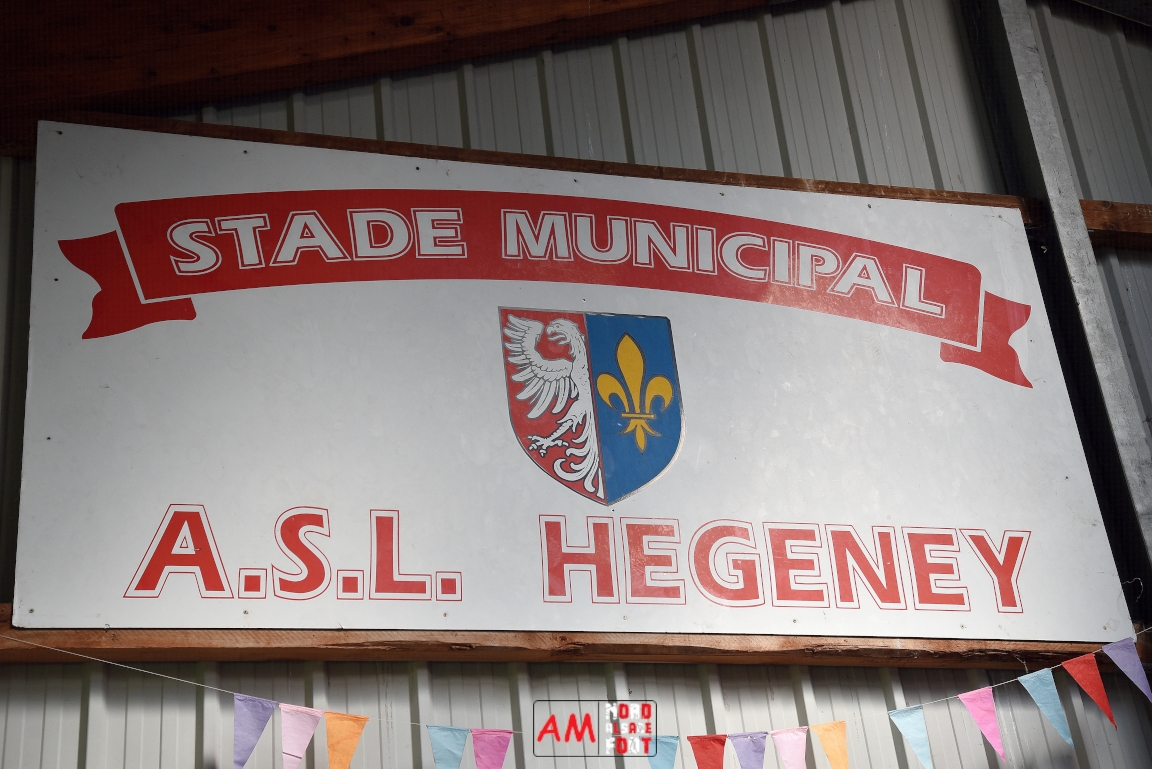 STADE MUNICIPAL
A.S.L. HEGENEY
AM
NORD
ALSACE
FOOT